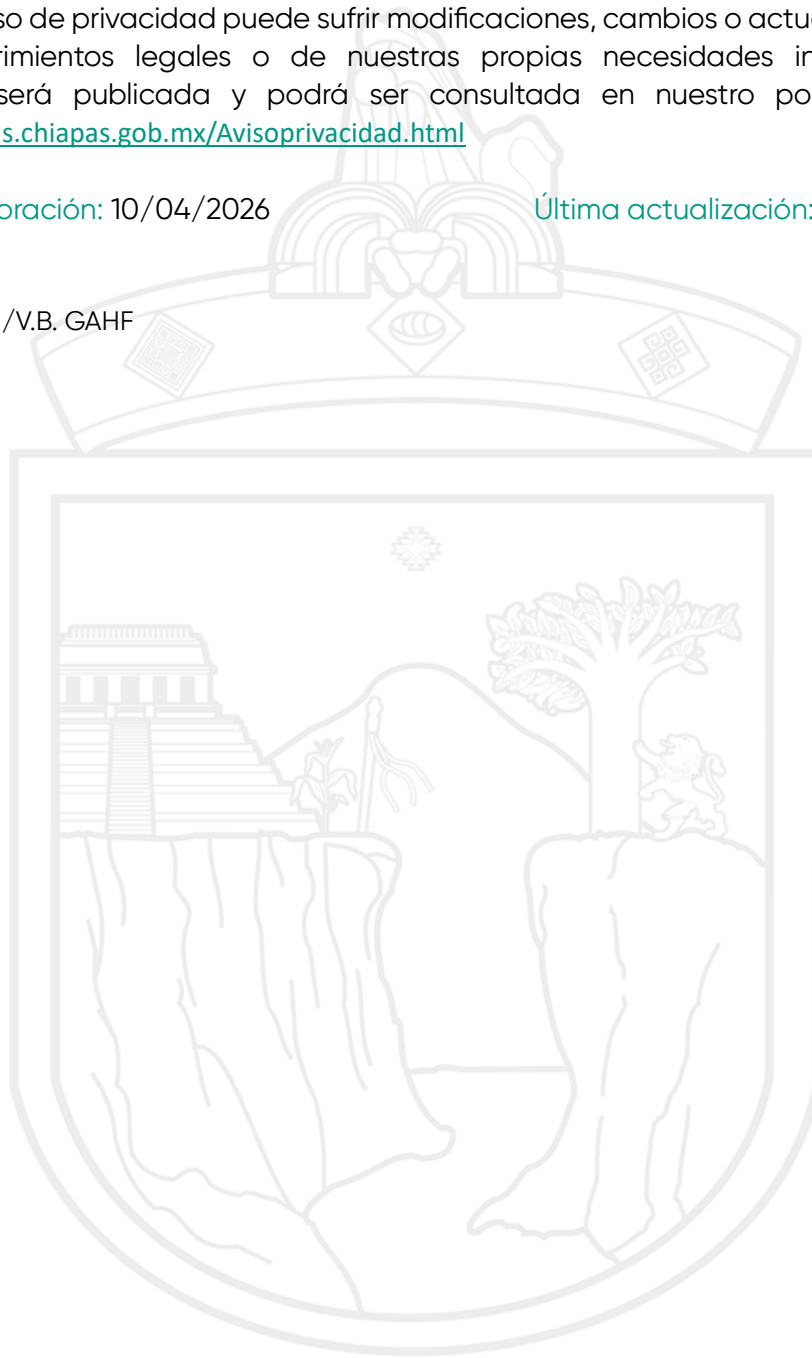 so de privacidad puede sufrir modificaciones, cambios o actu
rimientos legales o de nuestras propias necesidades in
será publicada y podrá ser consultada en nuestro po
s.chiapas.gob.mx/Avisoprivacidad.html
oración: 10/04/2026 Última actualización:
/V.B. GAHF